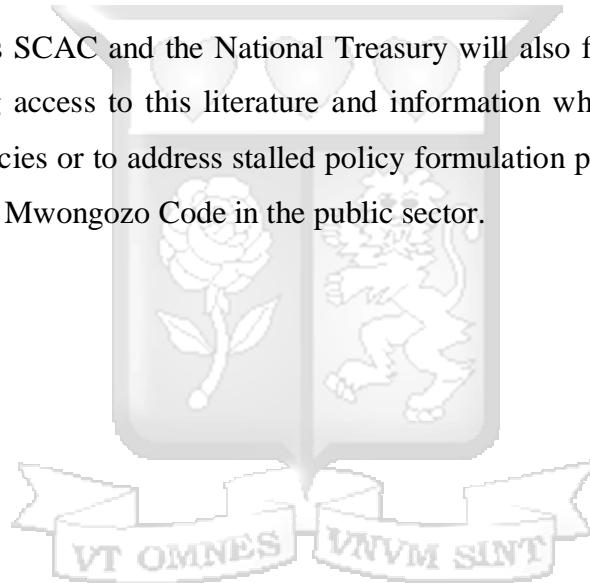 s SCAC and the National Treasury will also f
access to this literature and information wh
cies or to address stalled policy formulation p
Mwongozo Code in the public sector.
VT OMNES VNVM SINT